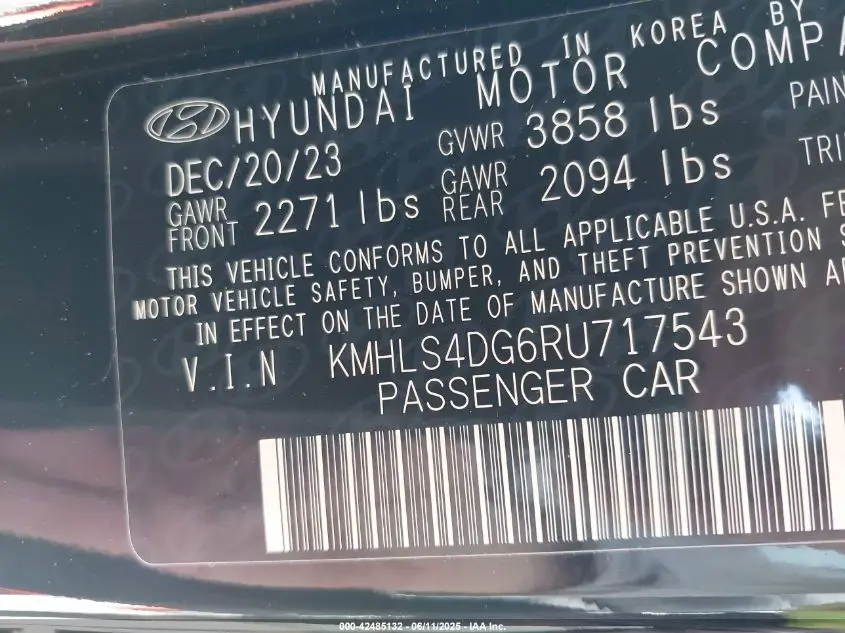 MANUFACTURED IN KOREA BY
HYUNDAI MOTOR COMPA
DEC/20/23 GVWR 3858 lbs PAIN
GAWR FRONT 2271 lbs GAWR REAR 2094 lbs TRI
THIS VEHICLE CONFORMS TO ALL APPLICABLE U.S.A. FE
MOTOR VEHICLE SAFETY, BUMPER, AND THEFT PREVENTION S
IN EFFECT ON THE DATE OF MANUFACTURE SHOWN A
V.I.N KMHLS4DG6RU717543
PASSENGER CAR
800-42485132 - 06/11/2025 - IAA Inc.